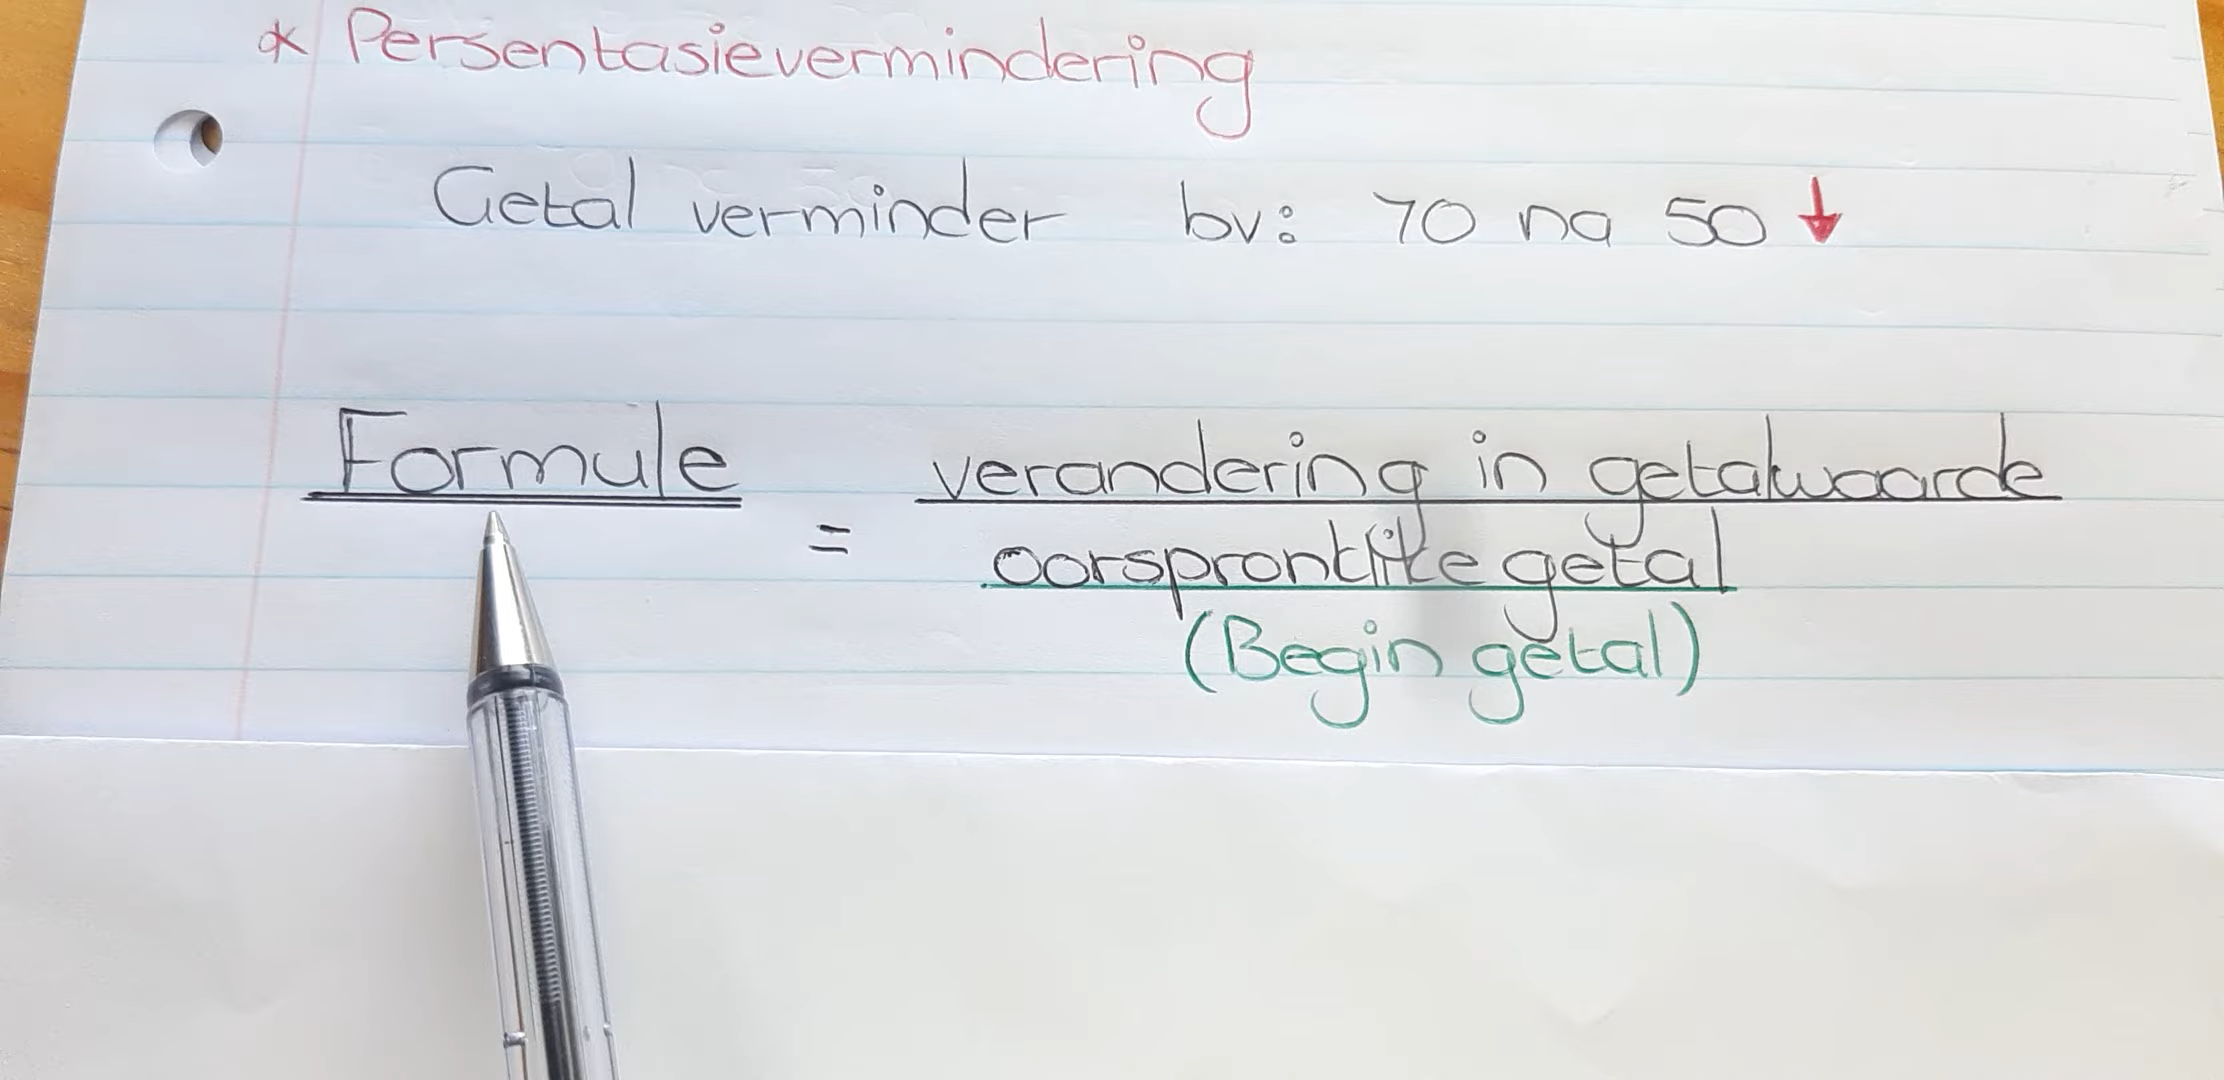 * Persentasievermindering
Getal verminder bv: 70 na 50 ↓
Formule = verandering in getalwaarde
oorspronklike getal
(Begin getal)